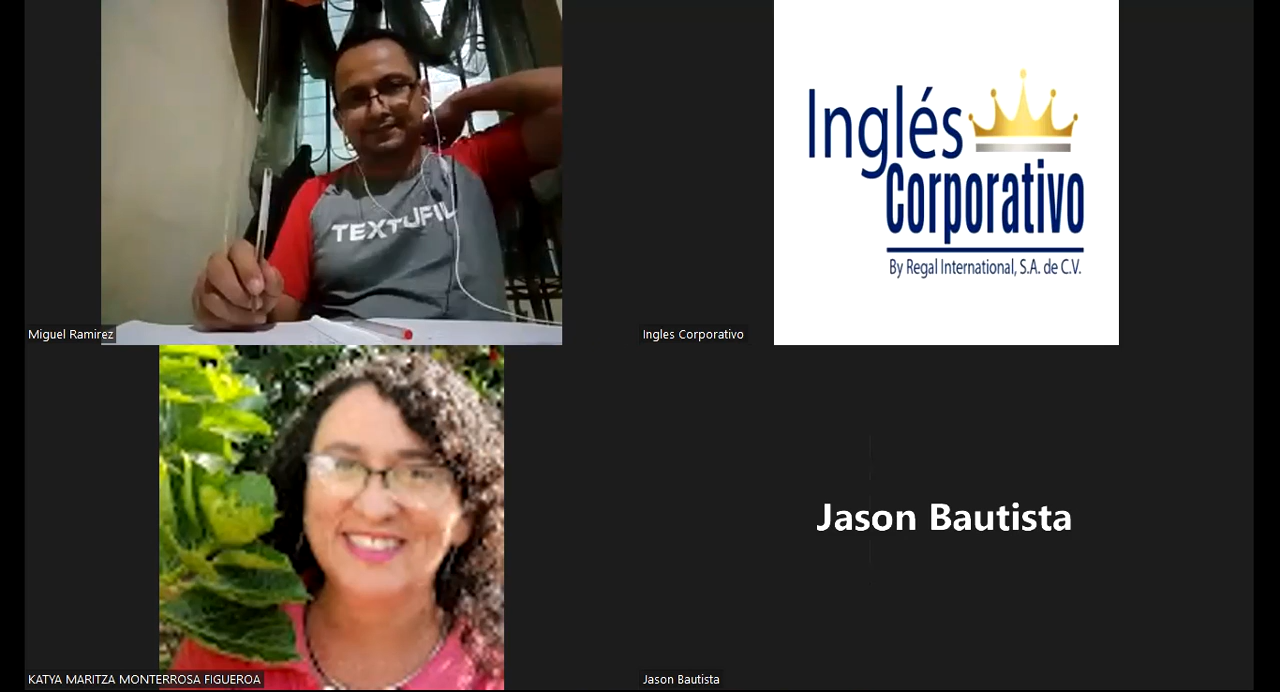 TEXTUFIL
Miguel Ramirez
Inglés
Corporativo
By Regal International, S.A. de C.V.
Ingles Corporativo
KATYA MARITZA MONTERROSA FIGUEROA
Jason Bautista
Jason Bautista